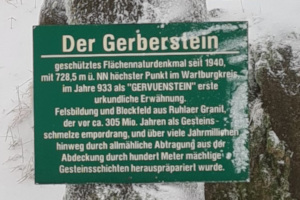 Der Gerberstein
geschütztes Flächennaturdenkmal seit 1940,
mit 728,5 m ü. NN höchster Punkt im Wartburgkreis
im Jahre 933 als "GERVUENSTEIN" erste
urkundliche Erwähnung.
Felsbildung und Blockfeld aus Ruhlaer Granit,
der vor ca. 305 Mio. Jahren als Gesteins-
schmelze empordrang, und über viele Jahrmillionen
hinweg durch allmähliche Abtragung aus der
Abdeckung durch hundert Meter mächtige
Gesteinsschichten herauspräpariert wurde.